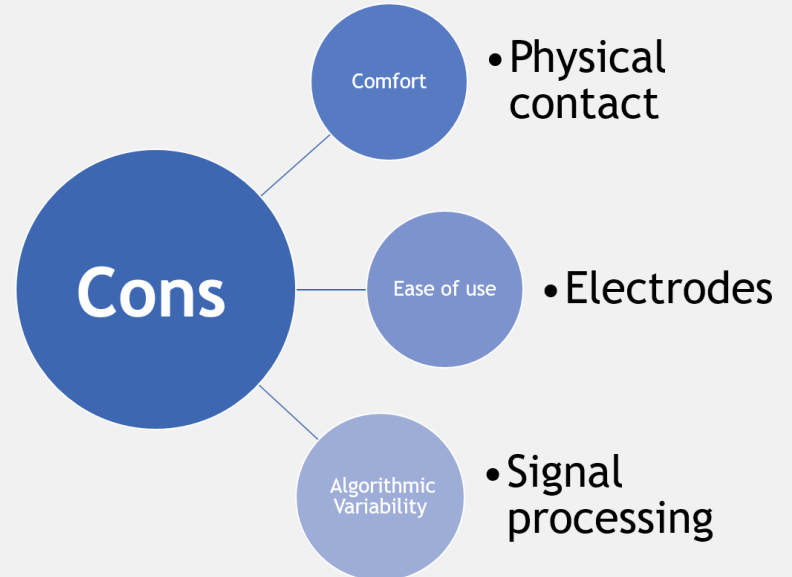 Comfort
•Physical
contact
Cons
Ease of use
•Electrodes
Algorithmic
Variability
•Signal
processing